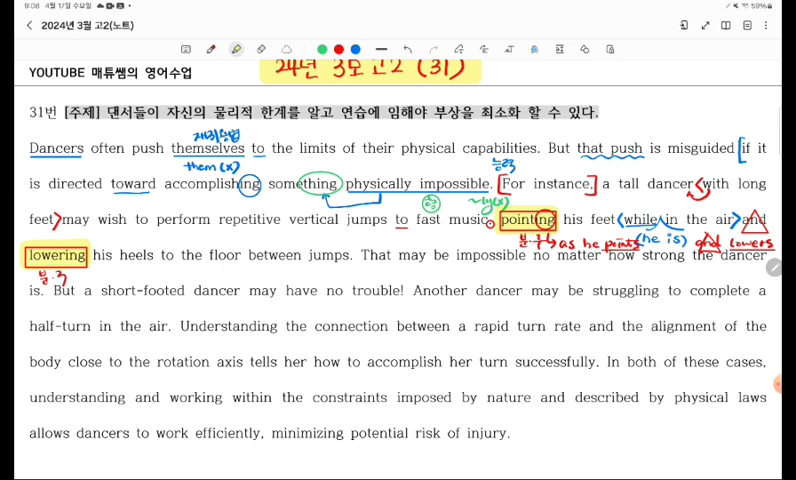 9:08 4월 17일 수요일 59%
2024년 3월 고2(노트)
24년 3모 고2 (31)
YOUTUBE 매튜쌤의 영어수업
31번 [주제] 댄서들이 자신의 물리적 한계를 알고 연습에 임해야 부상을 최소화 할 수 있다.
재귀용법
Dancers often push themselves to the limits of their physical capabilities. But that push is misguided [if it
them (x) 능력
is directed toward accomplishing something physically impossible. [For instance,] a tall dancer <with long
~ly(x)
feet> may wish to perform repetitive vertical jumps to fast music, pointing his feet <while in the air> and
분.구 → as he points (he is) and lowers
lowering his heels to the floor between jumps. That may be impossible no matter how strong the dancer
분.구
is. But a short-footed dancer may have no trouble! Another dancer may be struggling to complete a
half-turn in the air. Understanding the connection between a rapid turn rate and the alignment of the
body close to the rotation axis tells her how to accomplish her turn successfully. In both of these cases,
understanding and working within the constraints imposed by nature and described by physical laws
allows dancers to work efficiently, minimizing potential risk of injury.